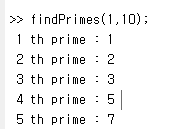 >> findPrimes(1,10);
1 th prime : 1
2 th prime : 2
3 th prime : 3
4 th prime : 5
5 th prime : 7